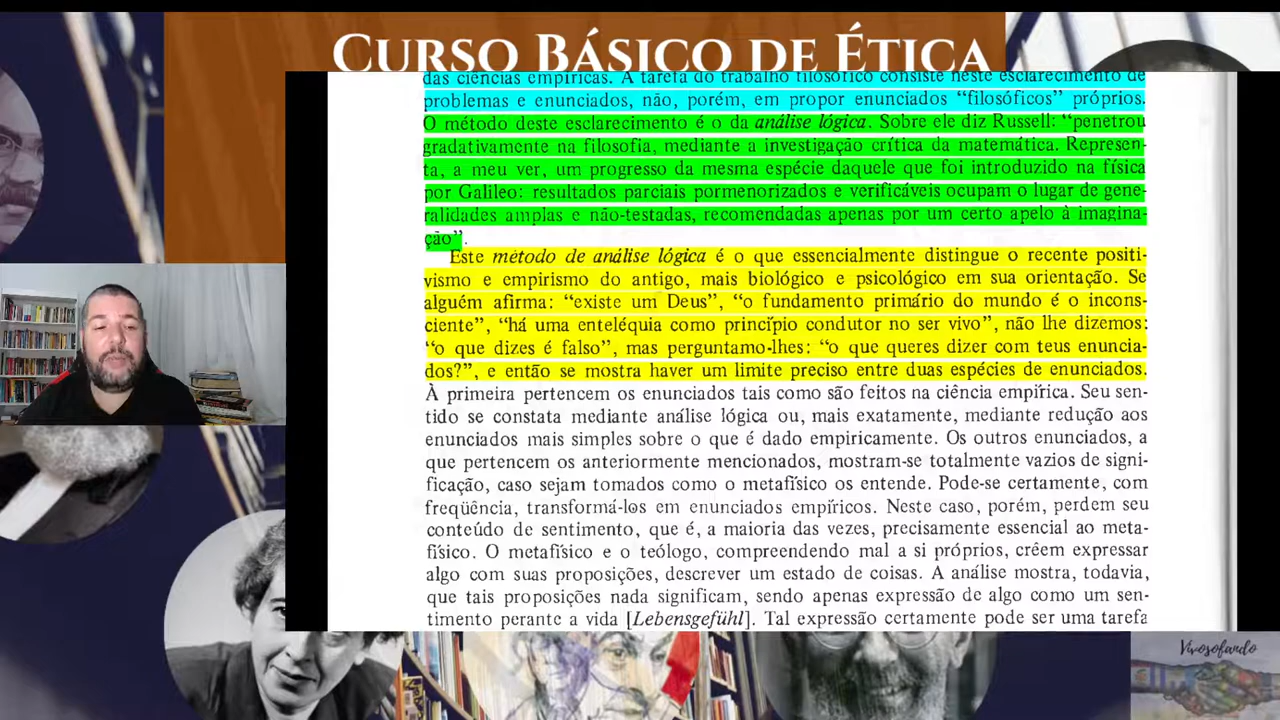 CURSO BÁSICO DE ÉTICA
das ciências empíricas. A tarefa do trabalho filosófico consiste neste esclarecimento de
problemas e enunciados, não, porém, em propor enunciados “filosóficos” próprios.
O método deste esclarecimento é o da análise lógica. Sobre ele diz Russell: “penetrou
gradativamente na filosofia, mediante a investigação crítica da matemática. Represen-
ta, a meu ver, um progresso da mesma espécie daquele que foi introduzido na física
por Galileo: resultados parciais pormenorizados e verificáveis ocupam o lugar de gene-
ralidades amplas e não-testadas, recomendadas apenas por um certo apelo à imagina-
ção”.
Este método de análise lógica é o que essencialmente distingue o recente positi-
vismo e empirismo do antigo, mais biológico e psicológico em sua orientação. Se
alguém afirma: “existe um Deus”, “o fundamento primário do mundo é o incons-
ciente”, “há uma enteléquia como princípio condutor no ser vivo”, não lhe dizemos:
“o que dizes é falso”, mas perguntamo-lhes: “o que queres dizer com teus enuncia-
dos?”, e então se mostra haver um limite preciso entre duas espécies de enunciados.
À primeira pertencem os enunciados tais como são feitos na ciência empírica. Seu sen-
tido se constata mediante análise lógica ou, mais exatamente, mediante redução aos
enunciados mais simples sobre o que é dado empiricamente. Os outros enunciados, a
que pertencem os anteriormente mencionados, mostram-se totalmente vazios de signi-
ficação, caso sejam tomados como o metafísico os entende. Pode-se certamente, com
freqüência, transformá-los em enunciados empíricos. Neste caso, porém, perdem seu
conteúdo de sentimento, que é, a maioria das vezes, precisamente essencial ao meta-
físico. O metafísico e o teólogo, compreendendo mal a si próprios, crêem expressar
algo com suas proposições, descrever um estado de coisas. A análise mostra, todavia,
que tais proposições nada significam, sendo apenas expressão de algo como um sen-
timento perante a vida [Lebensgefühl]. Tal expressão certamente pode ser uma tarefa
Vivosofando